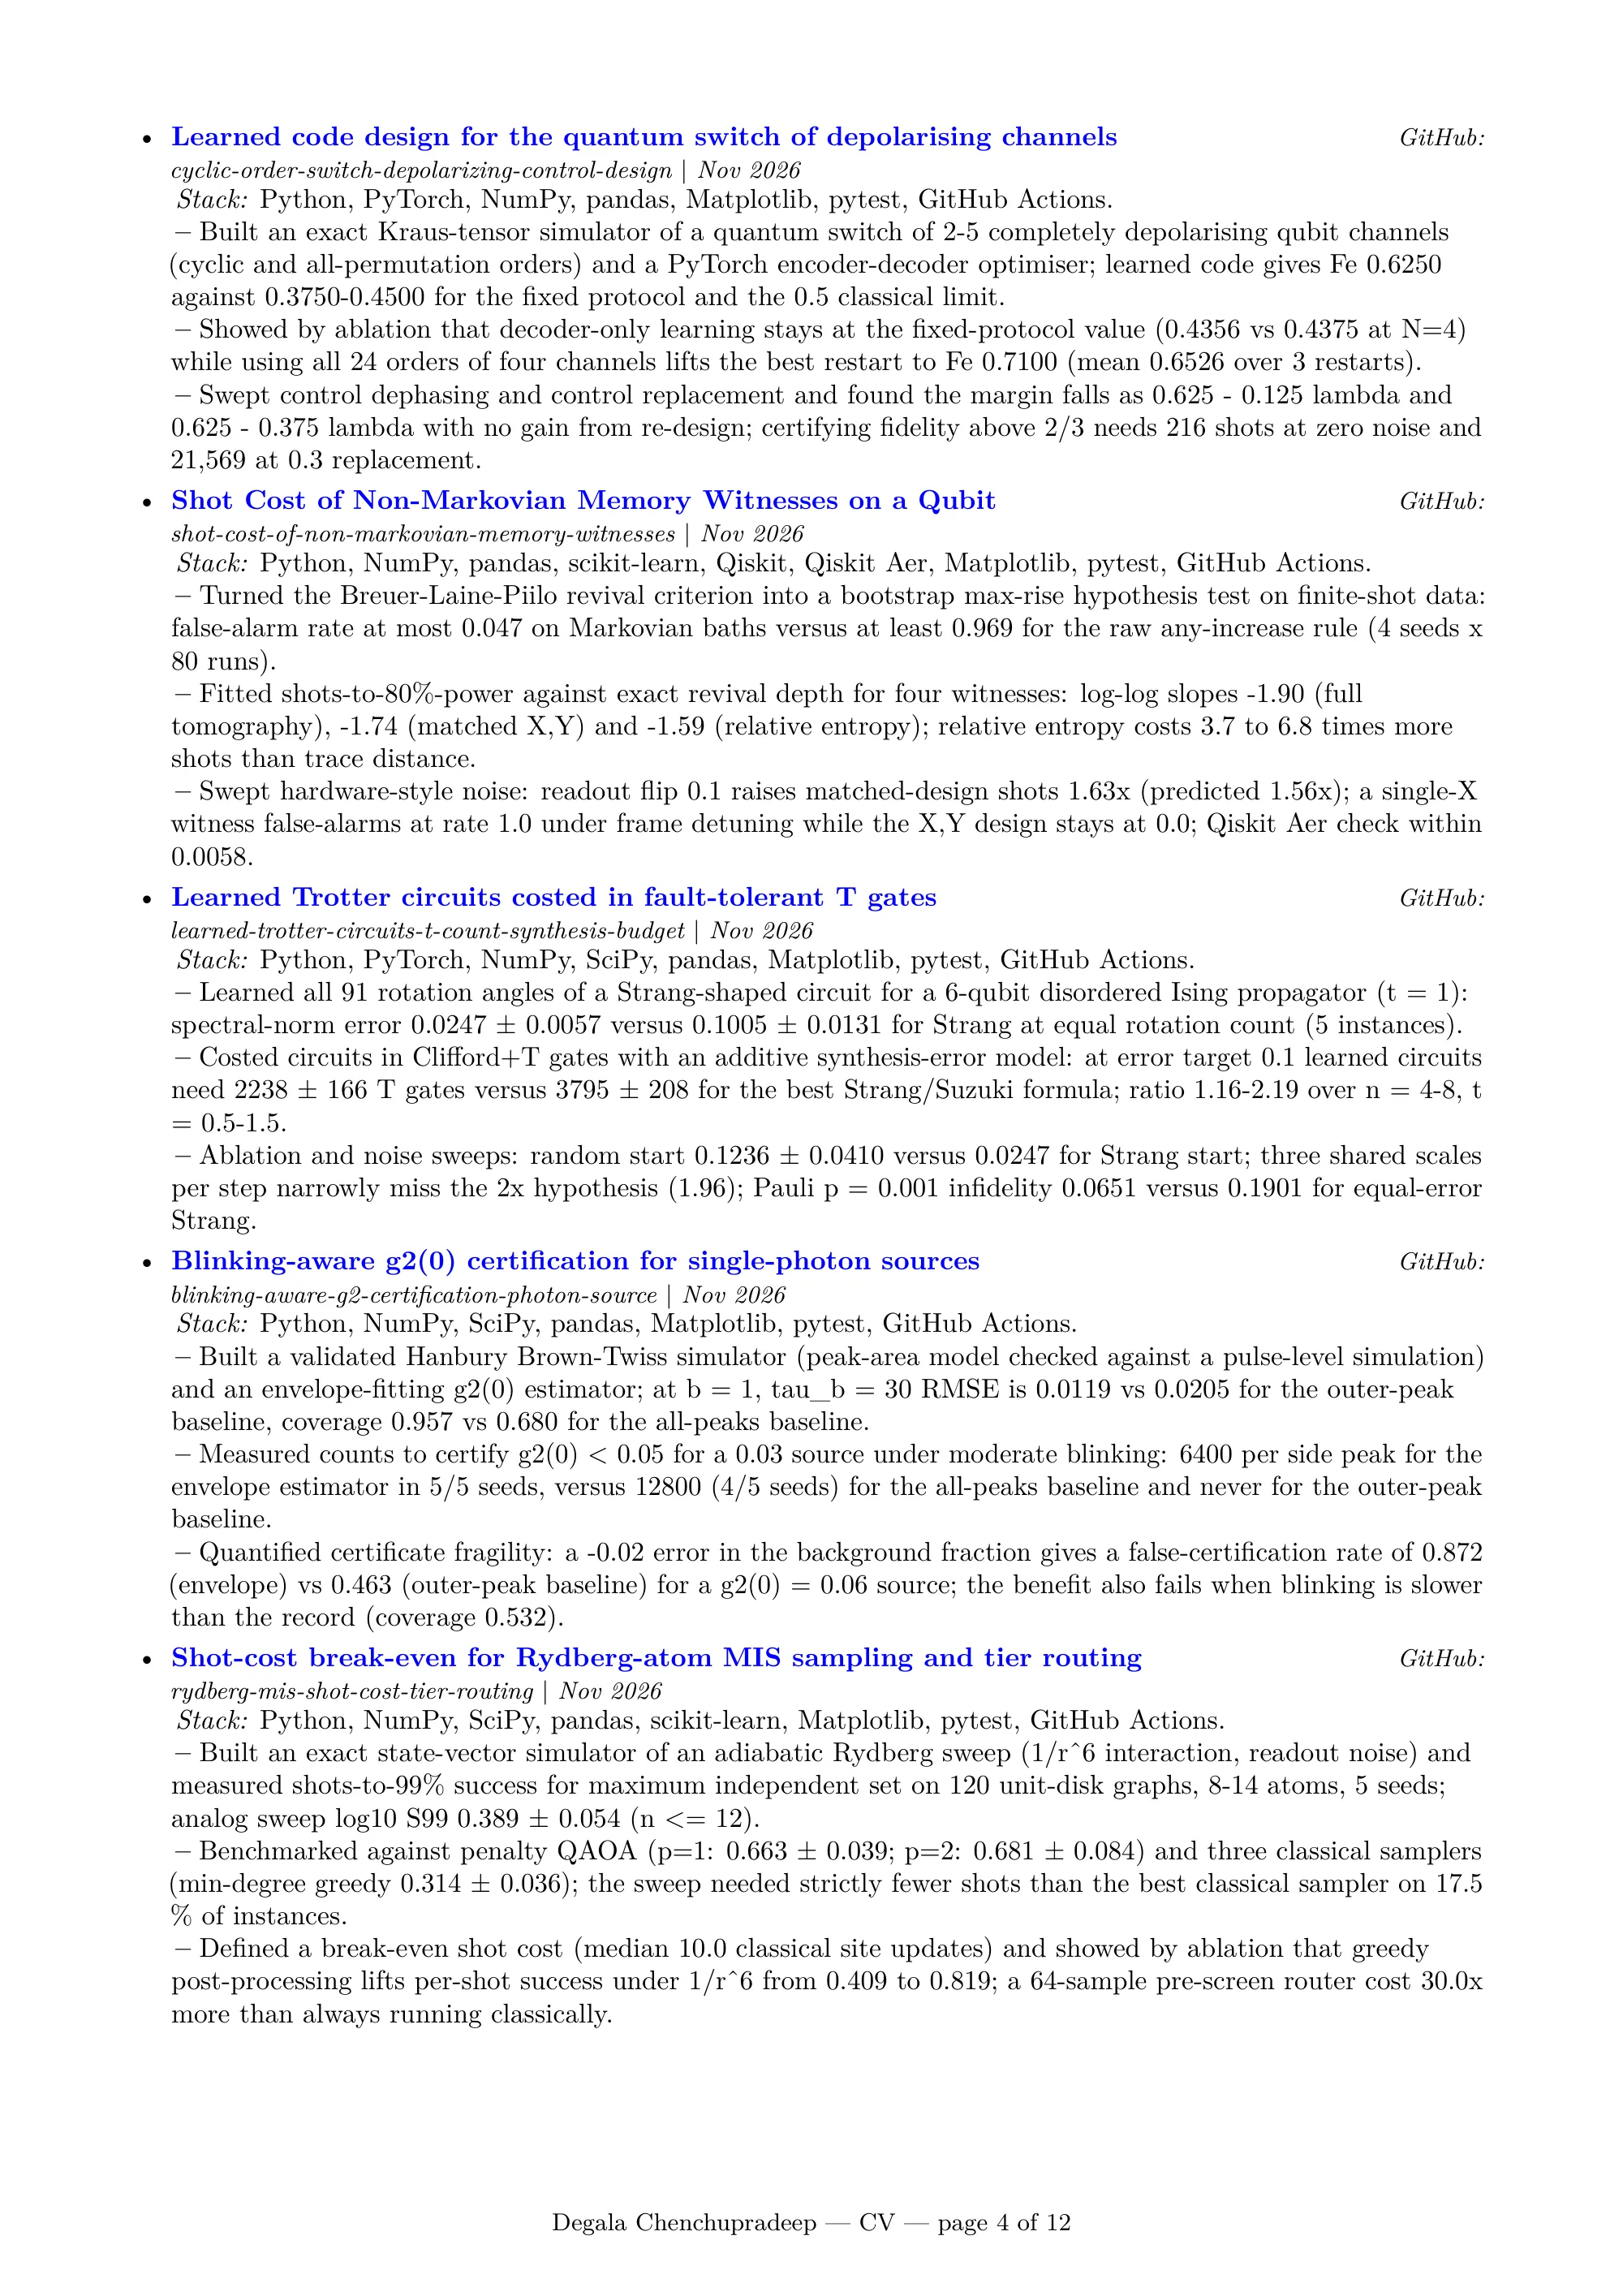 • Learned code design for the quantum switch of depolarising channels GitHub:
cyclic-order-switch-depolarizing-control-design | Nov 2026
Stack: Python, PyTorch, NumPy, pandas, Matplotlib, pytest, GitHub Actions.
– Built an exact Kraus-tensor simulator of a quantum switch of 2-5 completely depolarising qubit channels
(cyclic and all-permutation orders) and a PyTorch encoder-decoder optimiser; learned code gives Fe 0.6250
against 0.3750-0.4500 for the fixed protocol and the 0.5 classical limit.
– Showed by ablation that decoder-only learning stays at the fixed-protocol value (0.4356 vs 0.4375 at N=4)
while using all 24 orders of four channels lifts the best restart to Fe 0.7100 (mean 0.6526 over 3 restarts).
– Swept control dephasing and control replacement and found the margin falls as 0.625 - 0.125 lambda and
0.625 - 0.375 lambda with no gain from re-design; certifying fidelity above 2/3 needs 216 shots at zero noise and
21,569 at 0.3 replacement.
• Shot Cost of Non-Markovian Memory Witnesses on a Qubit GitHub:
shot-cost-of-non-markovian-memory-witnesses | Nov 2026
Stack: Python, NumPy, pandas, scikit-learn, Qiskit, Qiskit Aer, Matplotlib, pytest, GitHub Actions.
– Turned the Breuer-Laine-Piilo revival criterion into a bootstrap max-rise hypothesis test on finite-shot data:
false-alarm rate at most 0.047 on Markovian baths versus at least 0.969 for the raw any-increase rule (4 seeds x
80 runs).
– Fitted shots-to-80%-power against exact revival depth for four witnesses: log-log slopes -1.90 (full
tomography), -1.74 (matched X,Y) and -1.59 (relative entropy); relative entropy costs 3.7 to 6.8 times more
shots than trace distance.
– Swept hardware-style noise: readout flip 0.1 raises matched-design shots 1.63x (predicted 1.56x); a single-X
witness false-alarms at rate 1.0 under frame detuning while the X,Y design stays at 0.0; Qiskit Aer check within
0.0058.
• Learned Trotter circuits costed in fault-tolerant T gates GitHub:
learned-trotter-circuits-t-count-synthesis-budget | Nov 2026
Stack: Python, PyTorch, NumPy, SciPy, pandas, Matplotlib, pytest, GitHub Actions.
– Learned all 91 rotation angles of a Strang-shaped circuit for a 6-qubit disordered Ising propagator (t = 1):
spectral-norm error 0.0247 ± 0.0057 versus 0.1005 ± 0.0131 for Strang at equal rotation count (5 instances).
– Costed circuits in Clifford+T gates with an additive synthesis-error model: at error target 0.1 learned circuits
need 2238 ± 166 T gates versus 3795 ± 208 for the best Strang/Suzuki formula; ratio 1.16-2.19 over n = 4-8, t
= 0.5-1.5.
– Ablation and noise sweeps: random start 0.1236 ± 0.0410 versus 0.0247 for Strang start; three shared scales
per step narrowly miss the 2x hypothesis (1.96); Pauli p = 0.001 infidelity 0.0651 versus 0.1901 for equal-error
Strang.
• Blinking-aware g2(0) certification for single-photon sources GitHub:
blinking-aware-g2-certification-photon-source | Nov 2026
Stack: Python, NumPy, SciPy, pandas, Matplotlib, pytest, GitHub Actions.
– Built a validated Hanbury Brown-Twiss simulator (peak-area model checked against a pulse-level simulation)
and an envelope-fitting g2(0) estimator; at b = 1, tau_b = 30 RMSE is 0.0119 vs 0.0205 for the outer-peak
baseline, coverage 0.957 vs 0.680 for the all-peaks baseline.
– Measured counts to certify g2(0) < 0.05 for a 0.03 source under moderate blinking: 6400 per side peak for the
envelope estimator in 5/5 seeds, versus 12800 (4/5 seeds) for the all-peaks baseline and never for the outer-peak
baseline.
– Quantified certificate fragility: a -0.02 error in the background fraction gives a false-certification rate of 0.872
(envelope) vs 0.463 (outer-peak baseline) for a g2(0) = 0.06 source; the benefit also fails when blinking is slower
than the record (coverage 0.532).
• Shot-cost break-even for Rydberg-atom MIS sampling and tier routing GitHub:
rydberg-mis-shot-cost-tier-routing | Nov 2026
Stack: Python, NumPy, SciPy, pandas, scikit-learn, Matplotlib, pytest, GitHub Actions.
– Built an exact state-vector simulator of an adiabatic Rydberg sweep (1/r^6 interaction, readout noise) and
measured shots-to-99% success for maximum independent set on 120 unit-disk graphs, 8-14 atoms, 5 seeds;
analog sweep log10 S99 0.389 ± 0.054 (n <= 12).
– Benchmarked against penalty QAOA (p=1: 0.663 ± 0.039; p=2: 0.681 ± 0.084) and three classical samplers
(min-degree greedy 0.314 ± 0.036); the sweep needed strictly fewer shots than the best classical sampler on 17.5
% of instances.
– Defined a break-even shot cost (median 10.0 classical site updates) and showed by ablation that greedy
post-processing lifts per-shot success under 1/r^6 from 0.409 to 0.819; a 64-sample pre-screen router cost 30.0x
more than always running classically.
Degala Chenchupradeep — CV — page 4 of 12